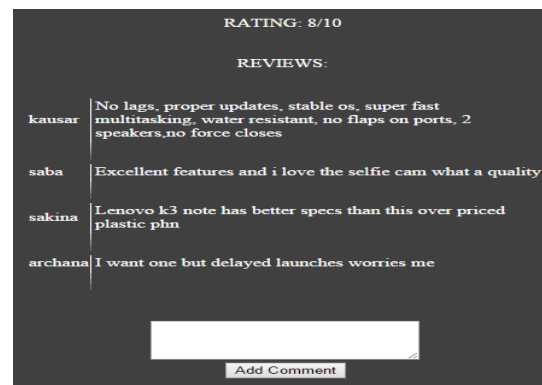 RATING: 8/10
REVIEWS:
kausar
No lags, proper updates, stable os, super fast
multitasking, water resistant, no flaps on ports, 2
speakers,no force closes
saba
Excellent features and i love the selfie cam what a quality
sakina
Lenovo k3 note has better specs than this over priced
plastic phn
archana
I want one but delayed launches worries me
Add Comment